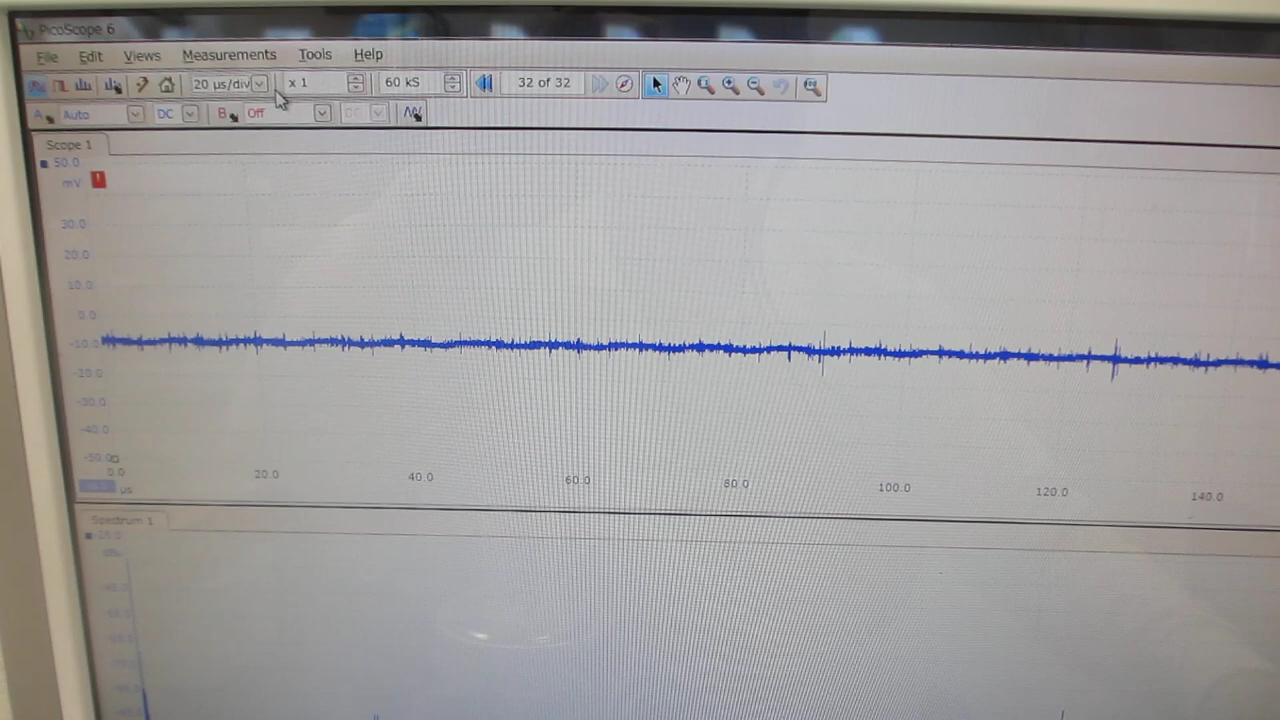 PicoScope 6
File Edit Views Measurements Tools Help
20 µs/div x 1 60 kS 32 of 32
A Auto DC B Off DC
Scope 1
50.0
mV
30.0
20.0
10.0
0.0
-10.0
-20.0
-30.0
-40.0
-50.0
0.0 20.0 40.0 60.0 80.0 100.0 120.0 140.0
µs
Spectrum 1